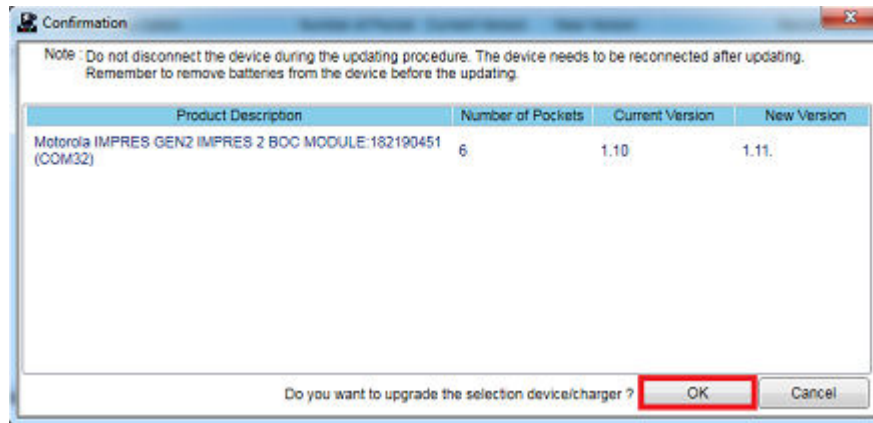 Confirmation
Note : Do not disconnect the device during the updating procedure. The device needs to be reconnected after updating.
Remember to remove batteries from the device before the updating.
Product Description Number of Pockets Current Version New Version
Motorola IMPRES GEN2 IMPRES 2 BOC MODULE:182190451 6 1.10 1.11.
(COM32)
Do you want to upgrade the selection device/charger ? OK Cancel